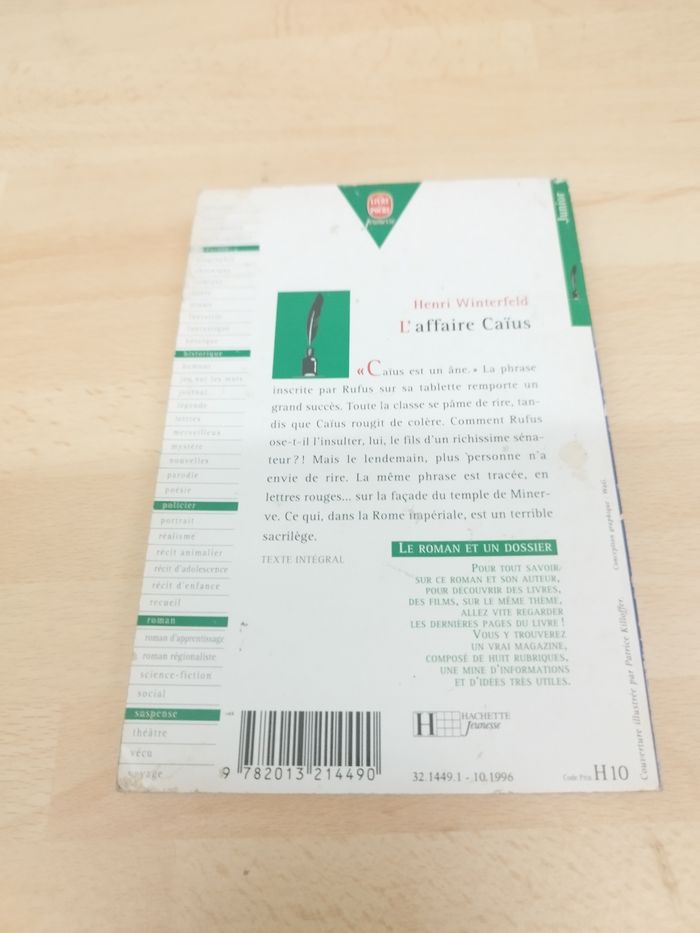 LIVRE
POCHE
jeunesse
Junior
Henri Winterfeld
L'affaire Caïus
« Caïus est un âne. » La phrase
inscrite par Rufus sur sa tablette remporte un
grand succès. Toute la classe se pâme de rire, tan-
dis que Caïus rougit de colère. Comment Rufus
ose-t-il l'insulter, lui, le fils d'un richissime séna-
teur ?! Mais le lendemain, plus personne n'a
envie de rire. La même phrase est tracée, en
lettres rouges... sur la façade du temple de Miner-
ve. Ce qui, dans la Rome impériale, est un terrible
sacrilège.
TEXTE INTÉGRAL
LE ROMAN ET UN DOSSIER
POUR TOUT SAVOIR
SUR CE ROMAN ET SON AUTEUR,
POUR DÉCOUVRIR DES LIVRES,
DES FILMS, SUR LE MÊME THÈME,
ALLEZ VITE REGARDER
LES DERNIÈRES PAGES DU LIVRE !
VOUS Y TROUVEREZ
UN VRAI MAGAZINE,
COMPOSÉ DE HUIT RUBRIQUES,
UNE MINE D'INFORMATIONS
ET D'IDÉES TRÈS UTILES.
fantastique
historique
humour
jeu sur les mots
journal
légende
lettres
merveilleux
mystère
nouvelles
parodie
poésie
policier
portrait
réalisme
récit animalier
récit d'adolescence
récit d'enfance
recueil
roman
roman d'apprentissage
roman régionaliste
science-fiction
social
suspense
théâtre
vécu
voyage
9 782013 214490
H HACHETTE
Jeunesse
32.1449.1 - 10.1996
Code Prix H10
Couverture illustrée par Patrice Killoffer
Conception graphique :